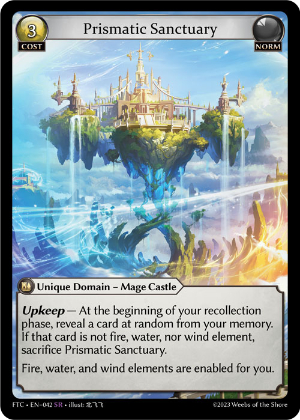 3
COST
Prismatic Sanctuary
NORM
Unique Domain – Mage Castle
Upkeep — At the beginning of your recollection
phase, reveal a card at random from your memory.
If that card is not fire, water, nor wind element,
sacrifice Prismatic Sanctuary.
Fire, water, and wind elements are enabled for you.
FTC • EN-042 SR • illust:
©2023 Weebs of the Shore